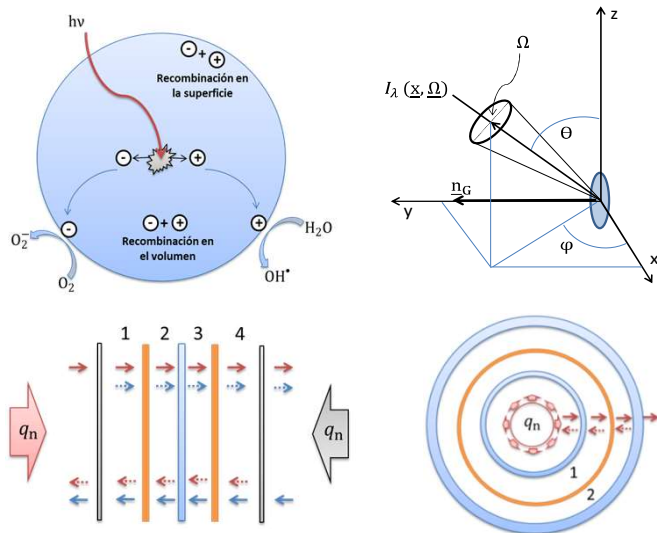 hν
- + +
Recombinación en
la superficie
- +
- + +
Recombinación en
el volumen
-
+
O₂⁻
O₂
H₂O
OH•
z
Ω
I_λ (x, Ω)
Θ
n_G
y
φ
x
1 2 3 4
q_n
q_n
q_n
1
2